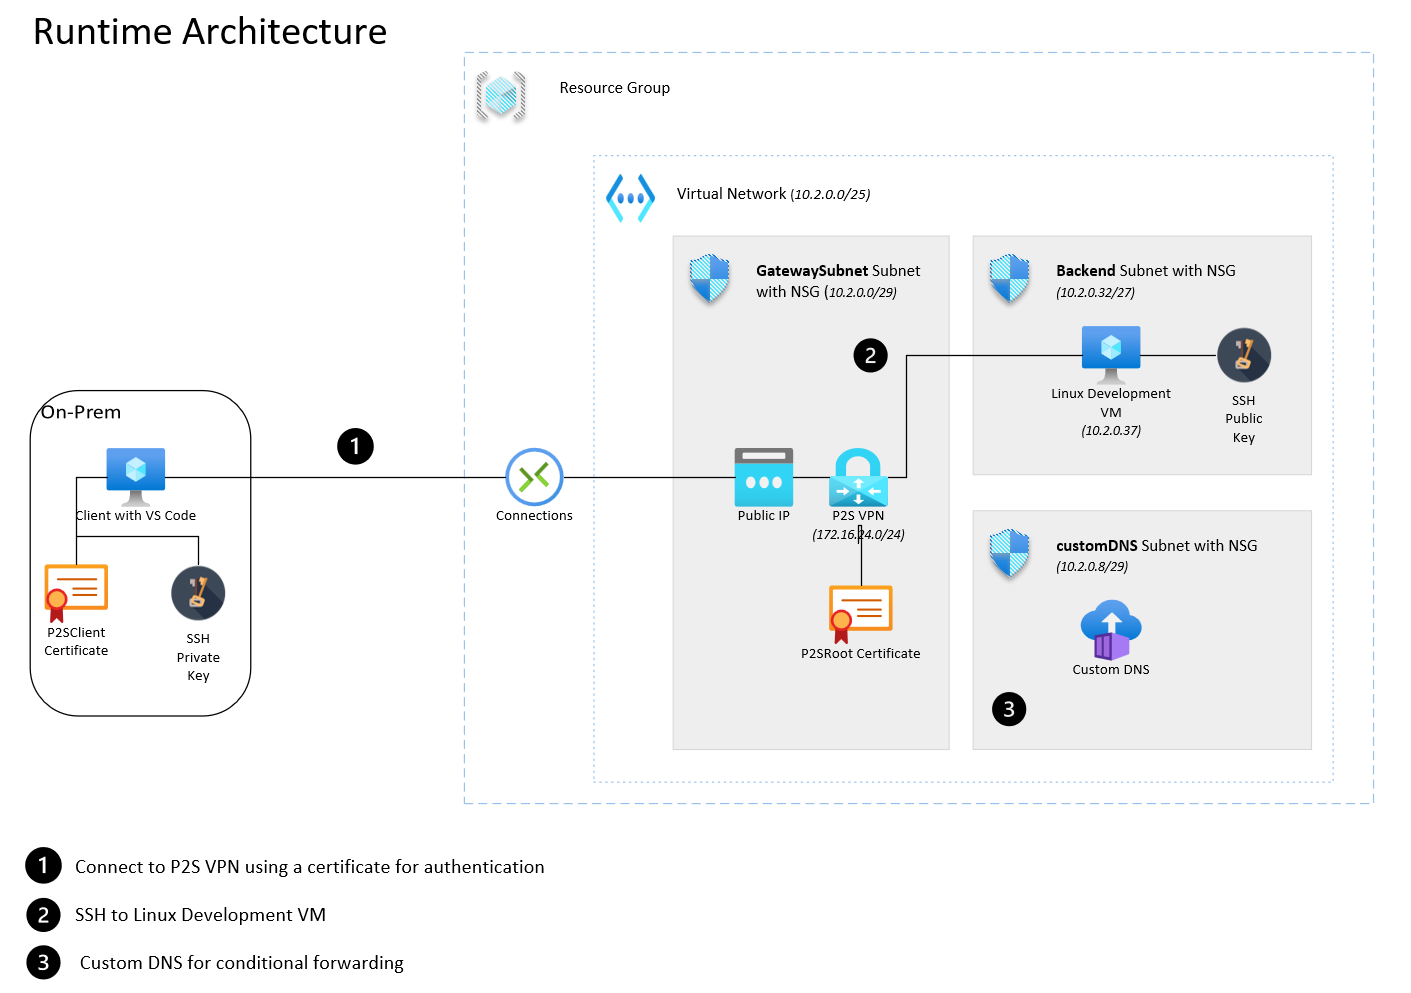 Runtime Architecture
Resource Group
Virtual Network (10.2.0.0/25)
GatewaySubnet Subnet
with NSG (10.2.0.0/29)
Backend Subnet with NSG
(10.2.0.32/27)
2
Linux Development
VM
(10.2.0.37)
SSH
Public
Key
On-Prem
1
Client with VS Code
Connections
Public IP
P2S VPN
(172.16.24.0/24)
customDNS Subnet with NSG
(10.2.0.8/29)
P2SClient
Certificate
SSH
Private
Key
P2SRoot Certificate
Custom DNS
3
1 Connect to P2S VPN using a certificate for authentication
2 SSH to Linux Development VM
3 Custom DNS for conditional forwarding